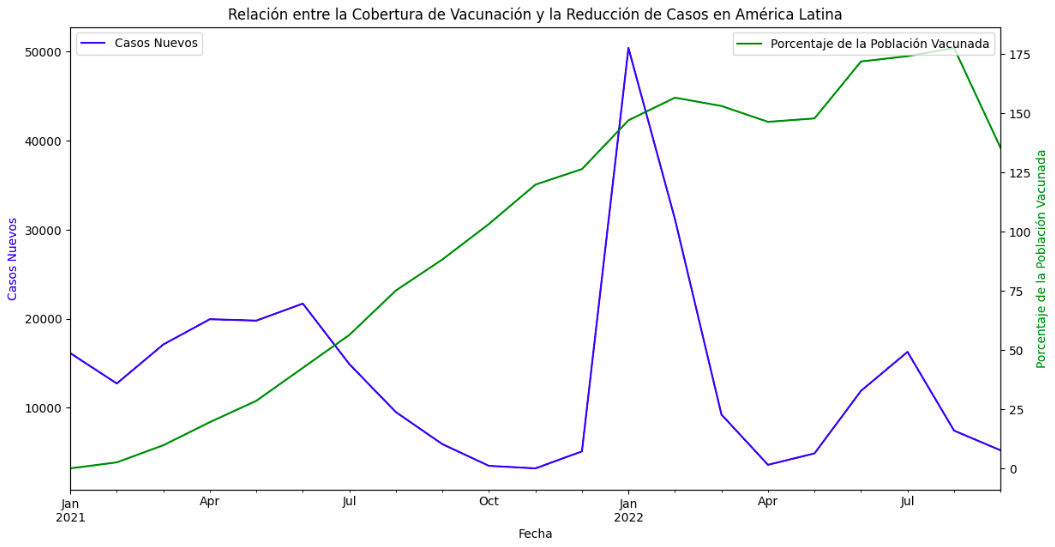 Relación entre la Cobertura de Vacunación y la Reducción de Casos en América Latina
Casos Nuevos
Porcentaje de la Población Vacunada
50000
40000
30000
20000
10000
Casos Nuevos
175
150
125
100
75
50
25
0
Porcentaje de la Población Vacunada
Jan
2021
Apr
Jul
Oct
Jan
2022
Apr
Jul
Fecha